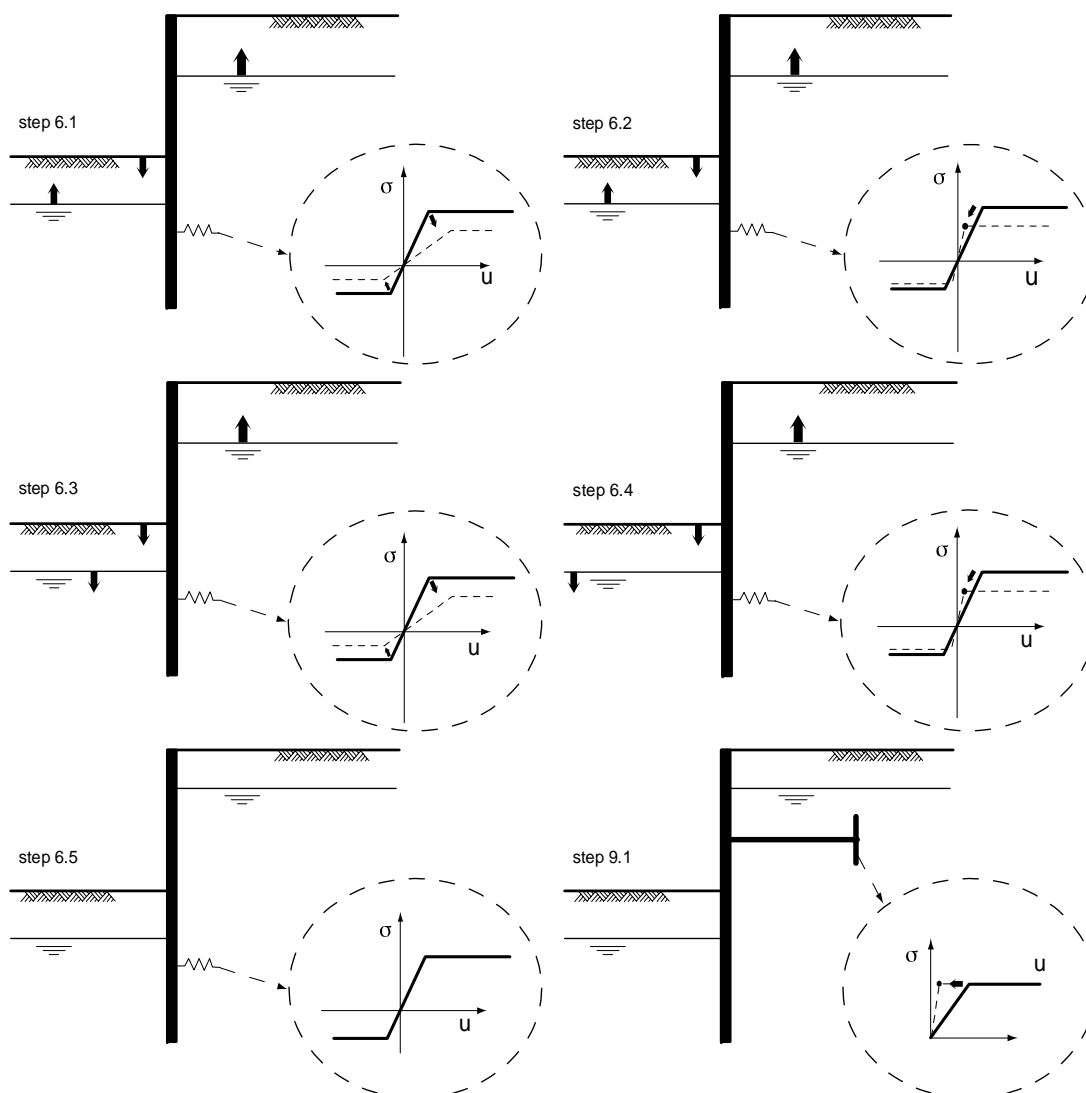 step 6.1
σ
u
step 6.2
σ
u
step 6.3
σ
u
step 6.4
σ
u
step 6.5
σ
u
step 9.1
σ
u